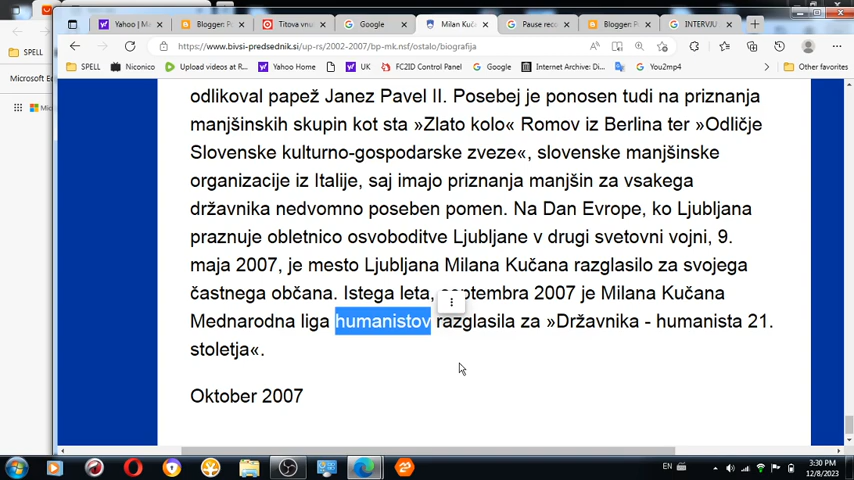 Yahoo | Ma
Blogger: Po
Titova vnu
Google
Milan Kuča
Pause reco
Blogger: P
INTERVJU
https://www.bivsi-predsednik.si/up-rs/2002-2007/bp-mk.nsf/ostalo/biografija
SPELL
SPELL
Niconico
Upload videos at R...
Yahoo Home
UK
FC2ID Control Panel
Google
Internet Archive: Di...
You2mp4
Other favorites
Microsoft Ed
odlikoval papež Janez Pavel II. Posebej je ponosen tudi na priznanja
manjšinskih skupin kot sta »Zlato kolo« Romov iz Berlina ter »Odličje
Slovenske kulturno-gospodarske zveze«, slovenske manjšinske
organizacije iz Italije, saj imajo priznanja manjšin za vsakega
državnika nedvomno poseben pomen. Na Dan Evrope, ko Ljubljana
praznuje obletnico osvoboditve Ljubljane v drugi svetovni vojni, 9.
maja 2007, je mesto Ljubljana Milana Kučana razglasilo za svojega
častnega občana. Istega leta, septembra 2007 je Milana Kučana
Mednarodna liga humanistov razglasila za »Državnika - humanista 21.
stoletja«.
Oktober 2007
EN
3:30 PM
12/8/2023